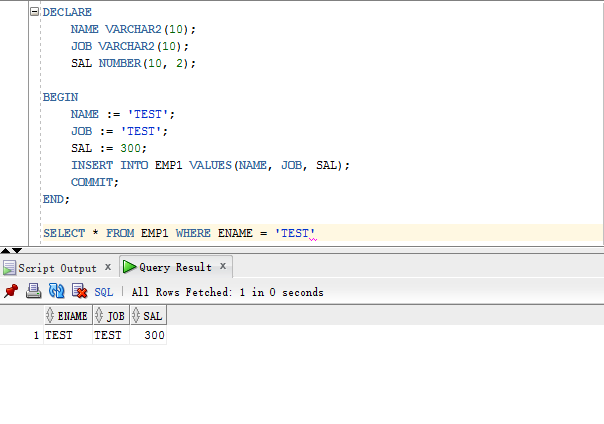 DECLARE
NAME VARCHAR2(10);
JOB VARCHAR2(10);
SAL NUMBER(10, 2);
BEGIN
NAME := 'TEST';
JOB := 'TEST';
SAL := 300;
INSERT INTO EMP1 VALUES(NAME, JOB, SAL);
COMMIT;
END;
SELECT * FROM EMP1 WHERE ENAME = 'TEST'
Script Output x Query Result x
SQL | All Rows Fetched: 1 in 0 seconds
ENAME JOB SAL
1 TEST TEST 300